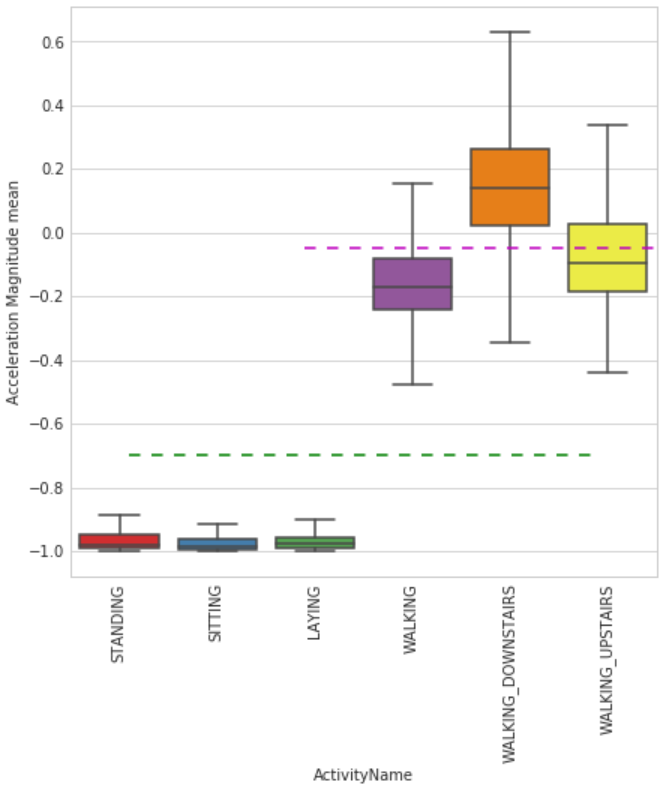 Acceleration Magnitude mean
0.6
0.4
0.2
0.0
−0.2
−0.4
−0.6
−0.8
−1.0
STANDING
SITTING
LAYING
WALKING
WALKING_DOWNSTAIRS
WALKING_UPSTAIRS
ActivityName